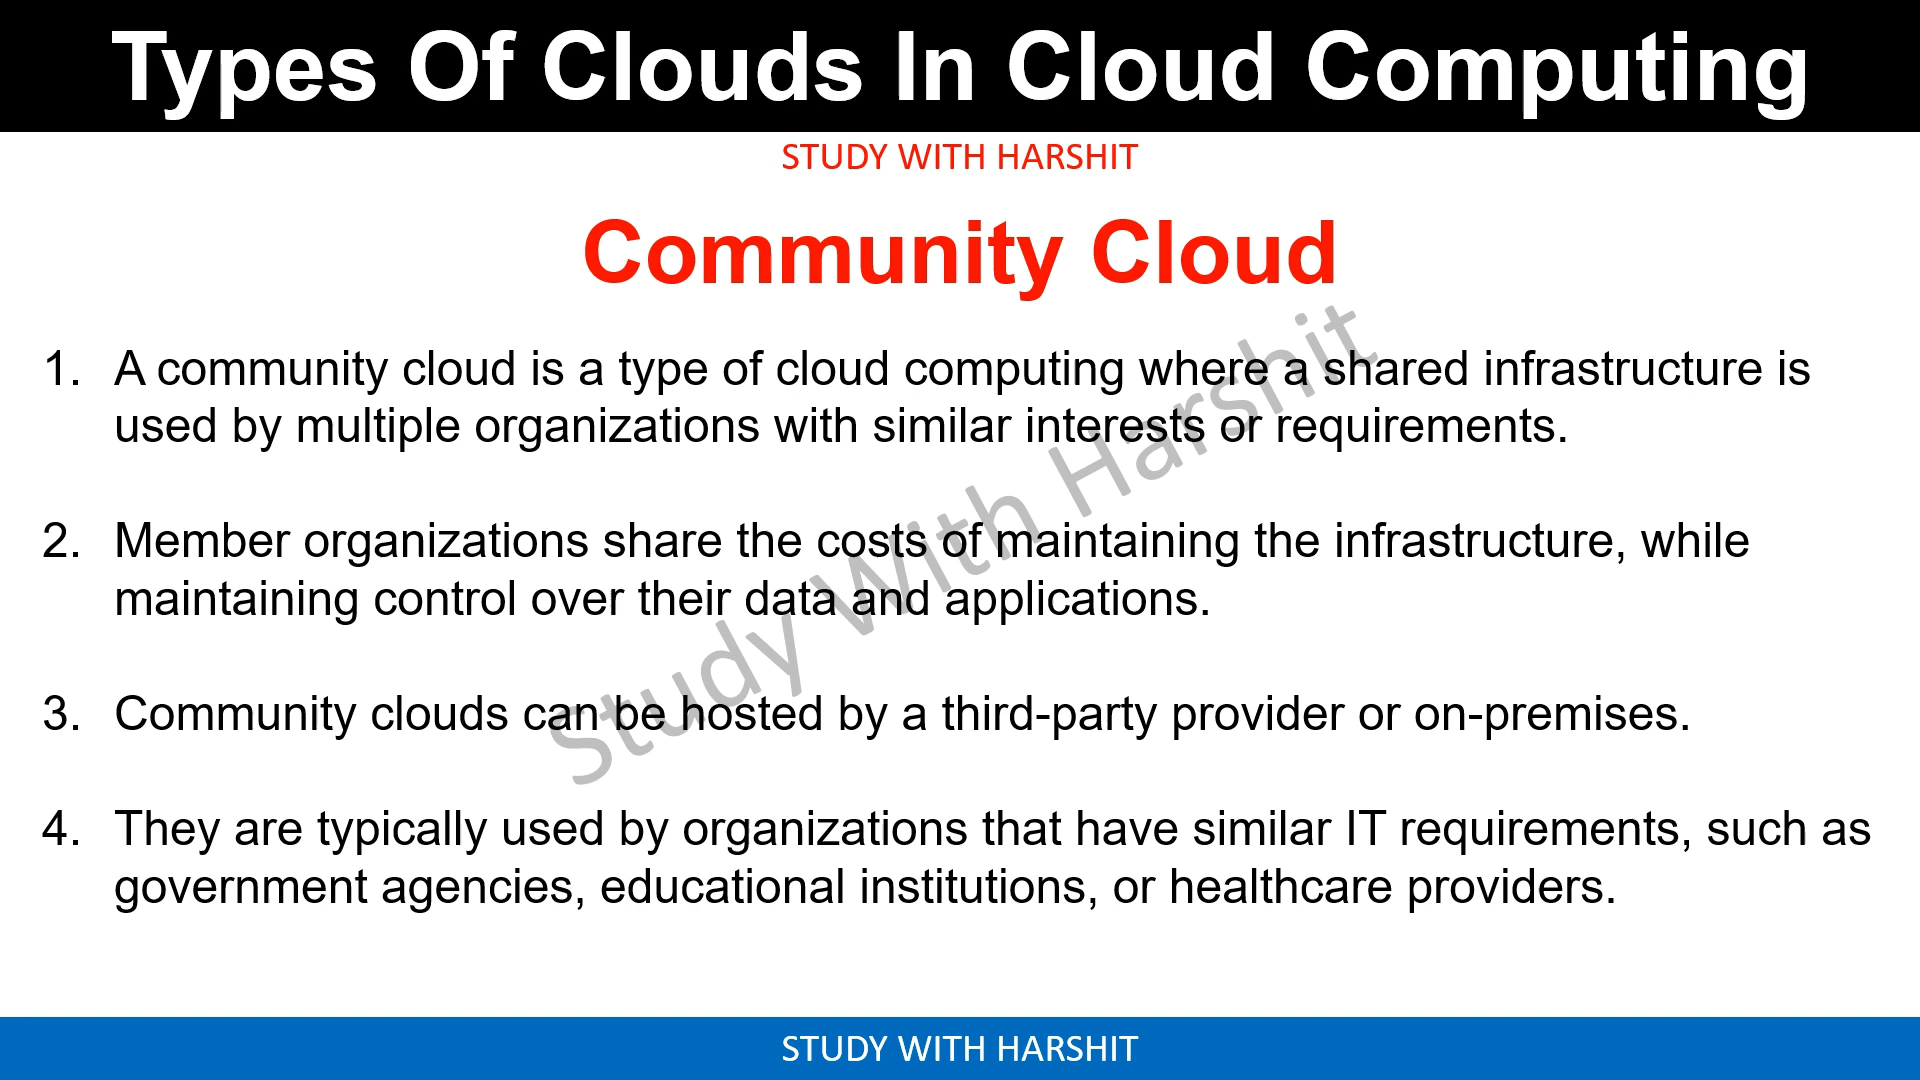 Types Of Clouds In Cloud Computing
STUDY WITH HARSHIT
Community Cloud
1. A community cloud is a type of cloud computing where a shared infrastructure is
used by multiple organizations with similar interests or requirements.
2. Member organizations share the costs of maintaining the infrastructure, while
maintaining control over their data and applications.
3. Community clouds can be hosted by a third-party provider or on-premises.
4. They are typically used by organizations that have similar IT requirements, such as
government agencies, educational institutions, or healthcare providers.
Study With Harshit
STUDY WITH HARSHIT